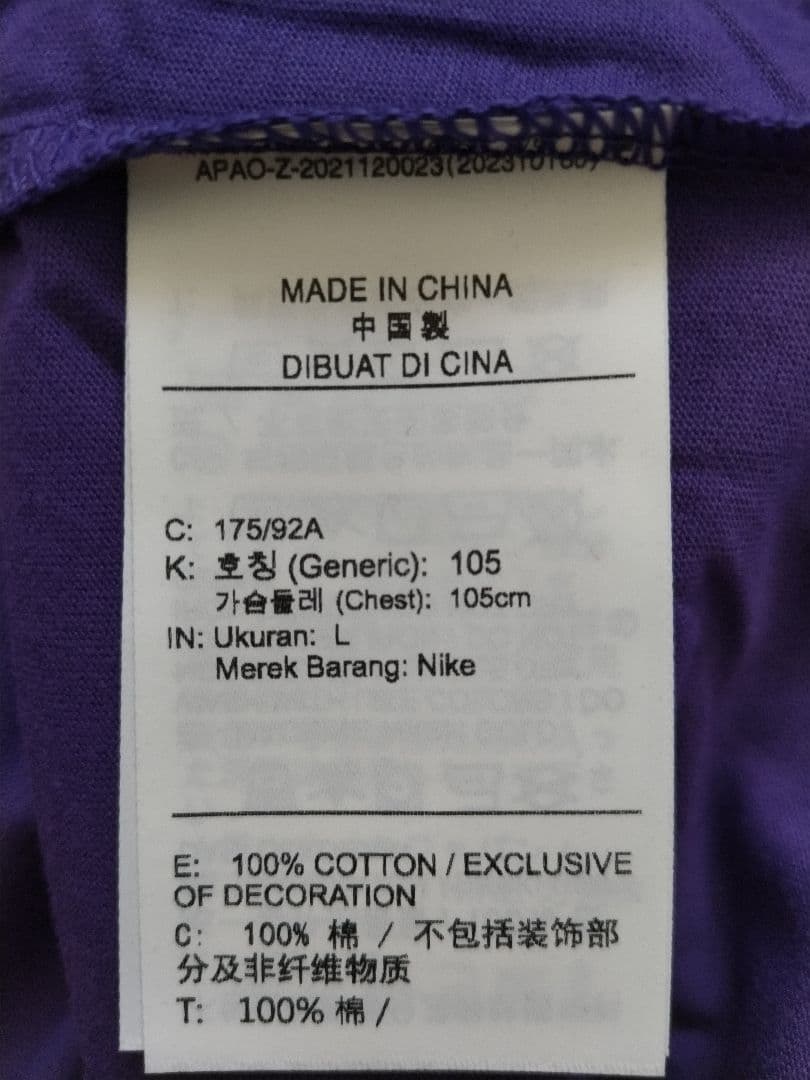 APAO-Z-2021120023(20231016
MADE IN CHINA
中国製
DIBUAT DI CINA
C: 175/92A
K: 호칭 (Generic): 105
가슴둘레 (Chest): 105cm
IN: Ukuran: L
Merek Barang: Nike
E: 100% COTTON / EXCLUSIVE
OF DECORATION
C: 100% 棉 / 不包括装饰部
分及非纤维物质
T: 100% 棉 /